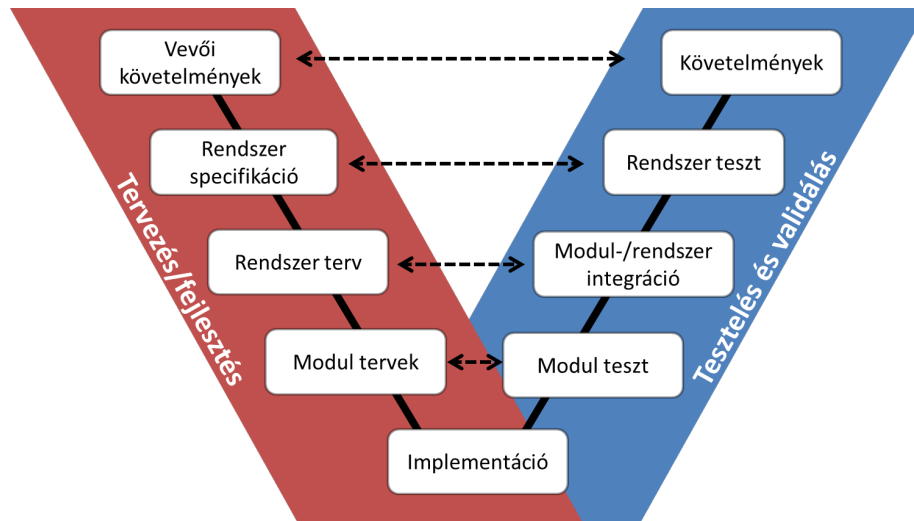 Vevői
követelmények
Követelmények
Rendszer
specifikáció
Rendszer teszt
Rendszer terv
Modul-/rendszer
integráció
Modul tervek
Modul teszt
Implementáció
Tervezés/fejlesztés
Tesztelés és validálás